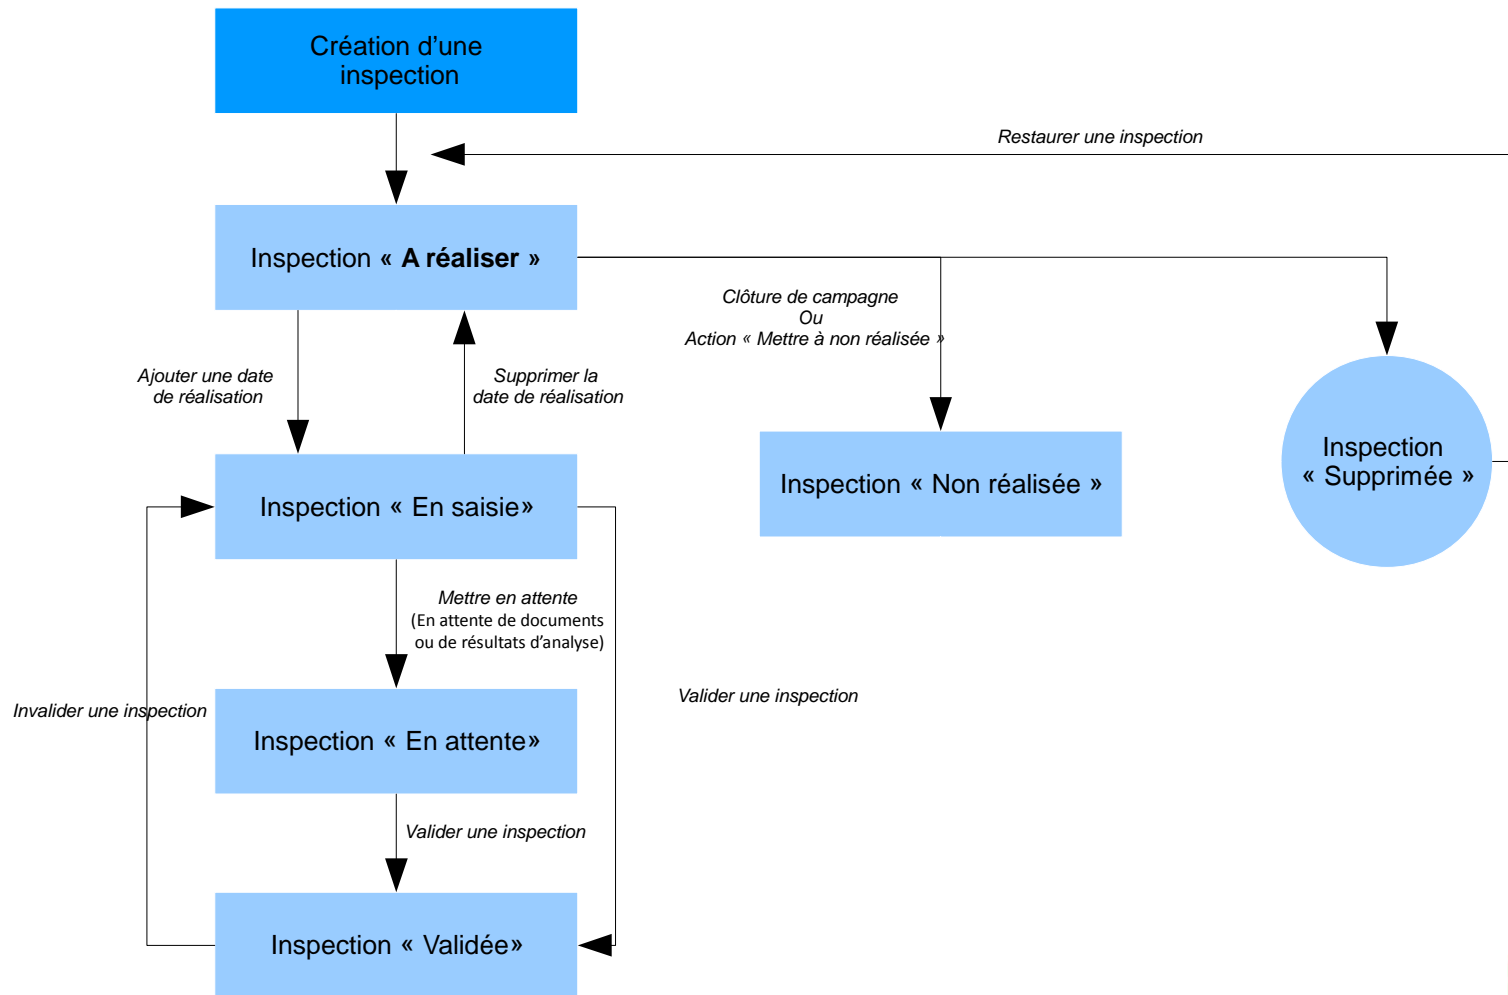 Création d’une
inspection
Restaurer une inspection
Inspection « A réaliser »
Clôture de campagne
Ou
Action « Mettre à non réalisée »
Ajouter une date
de réalisation
Supprimer la
date de réalisation
Inspection
« Supprimée »
Inspection « Non réalisée »
Inspection « En saisie»
Mettre en attente
(En attente de documents
ou de résultats d’analyse)
Invalider une inspection
Valider une inspection
Inspection « En attente»
Valider une inspection
Inspection « Validée»